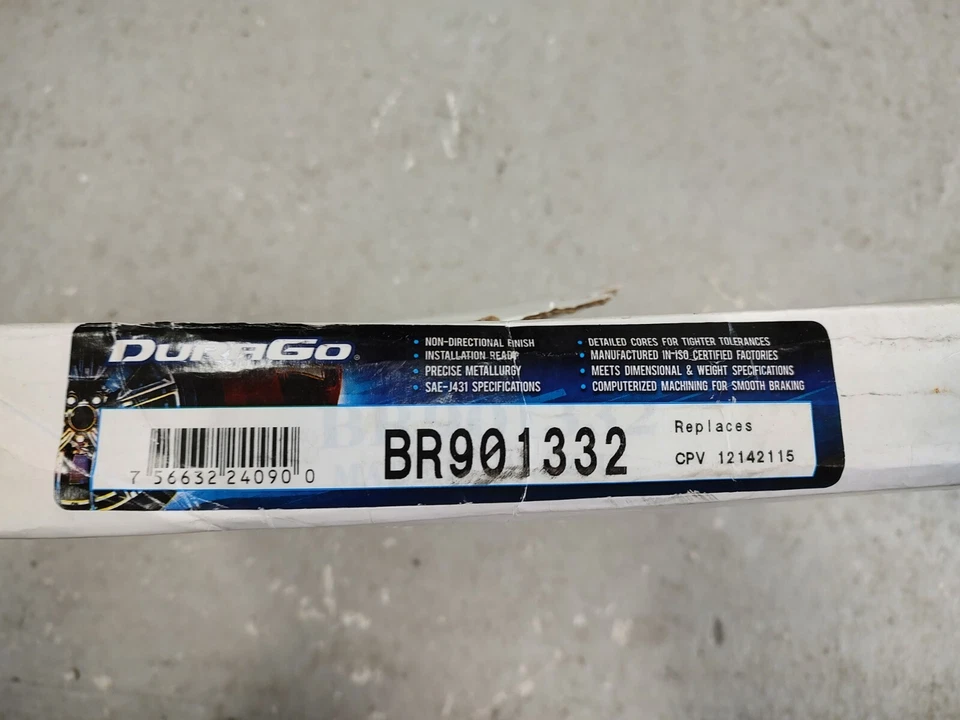 DuraGo®
• NON-DIRECTIONAL FINISH
• INSTALLATION READY
• PRECISE METALLURGY
• SAE-J431 SPECIFICATIONS
• DETAILED CORES FOR TIGHTER TOLERANCES
• MANUFACTURED IN ISO CERTIFIED FACTORIES
• MEETS DIMENSIONAL & WEIGHT SPECIFICATIONS
• COMPUTERIZED MACHINING FOR SMOOTH BRAKING
7 56632 24090 0
BR901332
Replaces
CPV 12142115